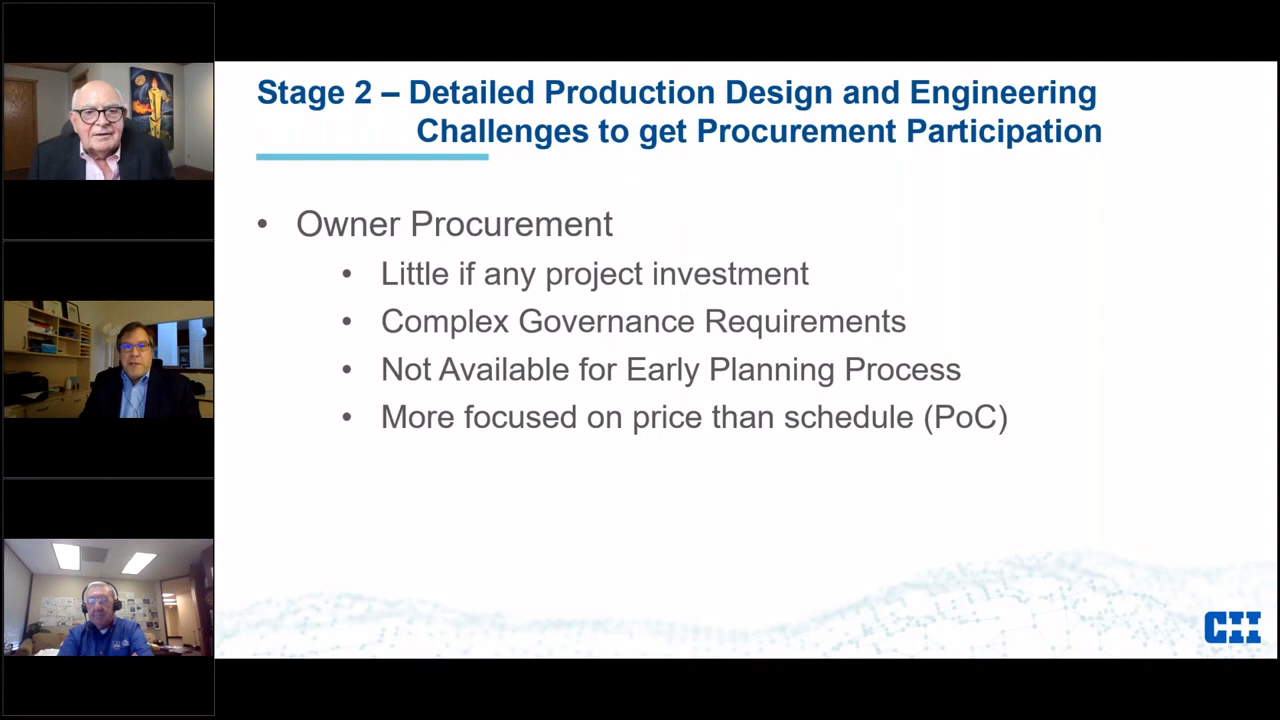 Stage 2 – Detailed Production Design and Engineering
Challenges to get Procurement Participation
• Owner Procurement
• Little if any project investment
• Complex Governance Requirements
• Not Available for Early Planning Process
• More focused on price than schedule (PoC)
CII